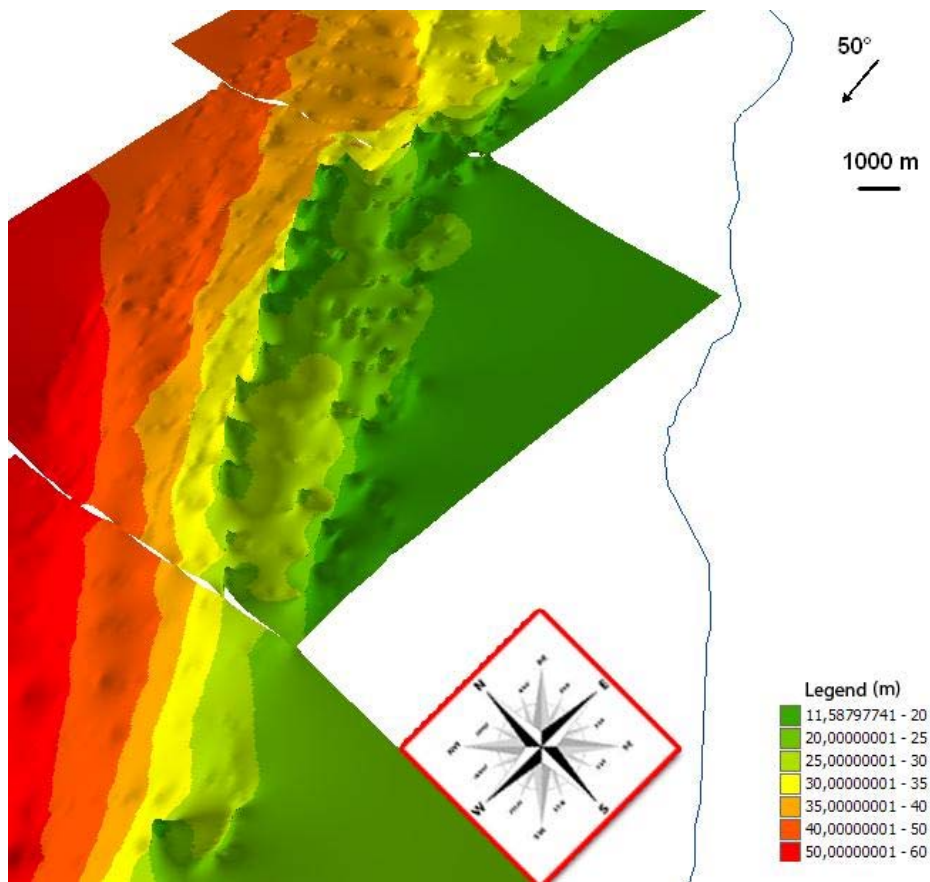 50°
1000 m
N
E
W
S
Legend (m)
11,58797741 - 20
20,00000001 - 25
25,00000001 - 30
30,00000001 - 35
35,00000001 - 40
40,00000001 - 50
50,00000001 - 60